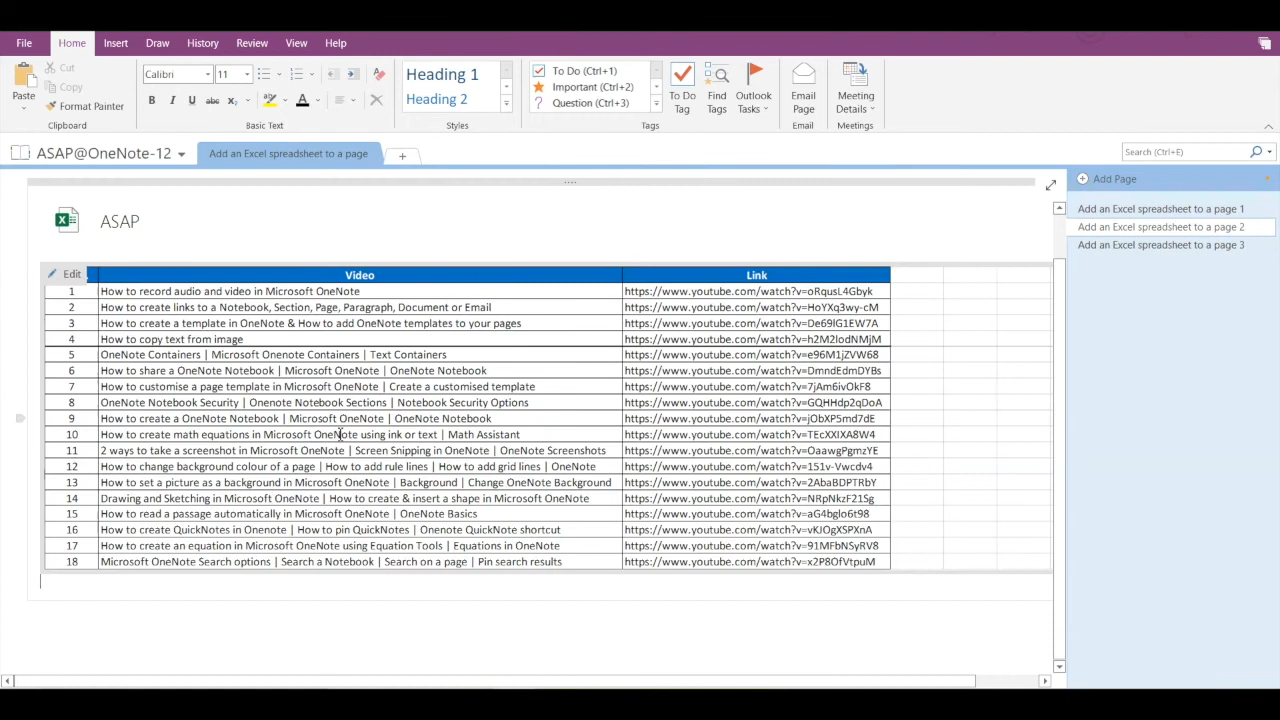 File Home Insert Draw History Review View Help
Paste
Cut
Copy
Format Painter
Clipboard
Calibri 11
B I U abc x₂ A
Basic Text
Heading 1
Heading 2
Styles
To Do (Ctrl+1)
Important (Ctrl+2)
Question (Ctrl+3)
To Do Tag
Find Tags
Outlook Tasks
Tags
Email Page
Email
Meeting Details
Meetings
ASAP@OneNote-12
Add an Excel spreadsheet to a page
Search (Ctrl+E)
Add Page
Add an Excel spreadsheet to a page 1
Add an Excel spreadsheet to a page 2
Add an Excel spreadsheet to a page 3
ASAP
Edit Video Link
1 How to record audio and video in Microsoft OneNote https://www.youtube.com/watch?v=oRqusL4Gbyk
2 How to create links to a Notebook, Section, Page, Paragraph, Document or Email https://www.youtube.com/watch?v=HoYXq3wy-cM
3 How to create a template in OneNote & How to add OneNote templates to your pages https://www.youtube.com/watch?v=De69lG1EW7A
4 How to copy text from image https://www.youtube.com/watch?v=h2M2lodNMjM
5 OneNote Containers | Microsoft Onenote Containers | Text Containers https://www.youtube.com/watch?v=e96M1jZVW68
6 How to share a OneNote Notebook | Microsoft OneNote | OneNote Notebook https://www.youtube.com/watch?v=DmndEdmDYBs
7 How to customise a page template in Microsoft OneNote | Create a customised template https://www.youtube.com/watch?v=7jAm6ivOkF8
8 OneNote Notebook Security | Onenote Notebook Sections | Notebook Security Options https://www.youtube.com/watch?v=GQHHdp2qDoA
9 How to create a OneNote Notebook | Microsoft OneNote | OneNote Notebook https://www.youtube.com/watch?v=jObXP5md7dE
10 How to create math equations in Microsoft OneNote using ink or text | Math Assistant https://www.youtube.com/watch?v=TEcXXIXA8W4
11 2 ways to take a screenshot in Microsoft OneNote | Screen Snipping in OneNote | OneNote Screenshots https://www.youtube.com/watch?v=OaawgPgmzYE
12 How to change background colour of a page | How to add rule lines | How to add grid lines | OneNote https://www.youtube.com/watch?v=151v-Vwcdv4
13 How to set a picture as a background in Microsoft OneNote | Background | Change OneNote Background https://www.youtube.com/watch?v=2AbaBDPTRbY
14 Drawing and Sketching in Microsoft OneNote | How to create & insert a shape in Microsoft OneNote https://www.youtube.com/watch?v=NRpNkzF21Sg
15 How to read a passage automatically in Microsoft OneNote | OneNote Basics https://www.youtube.com/watch?v=aG4bglo6t98
16 How to create QuickNotes in Onenote | How to pin QuickNotes | Onenote QuickNote shortcut https://www.youtube.com/watch?v=vKJOgXSPXnA
17 How to create an equation in Microsoft OneNote using Equation Tools | Equations in OneNote https://www.youtube.com/watch?v=91MFbNSyRV8
18 Microsoft OneNote Search options | Search a Notebook | Search on a page | Pin search results https://www.youtube.com/watch?v=x2P8OfVtpuM